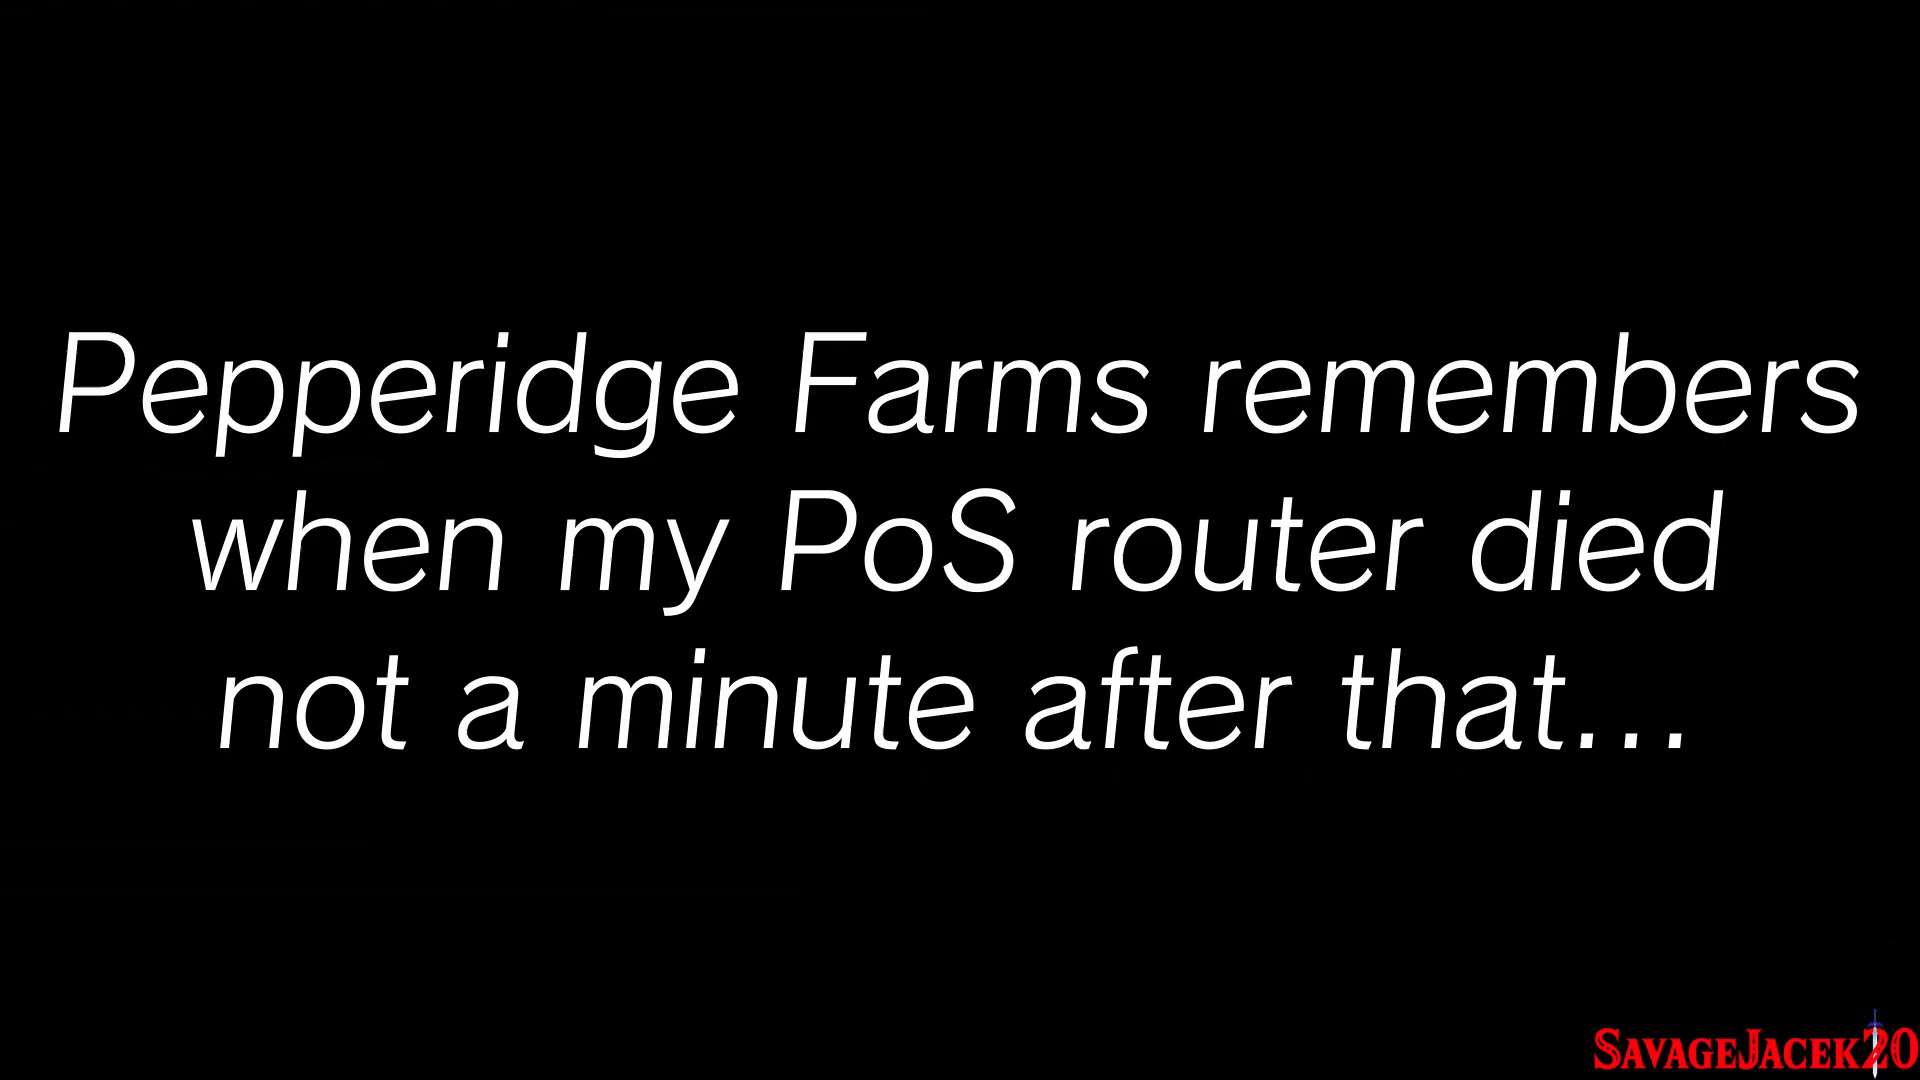 Pepperidge Farms remembers
when my PoS router died
not a minute after that...
SavageJacek20